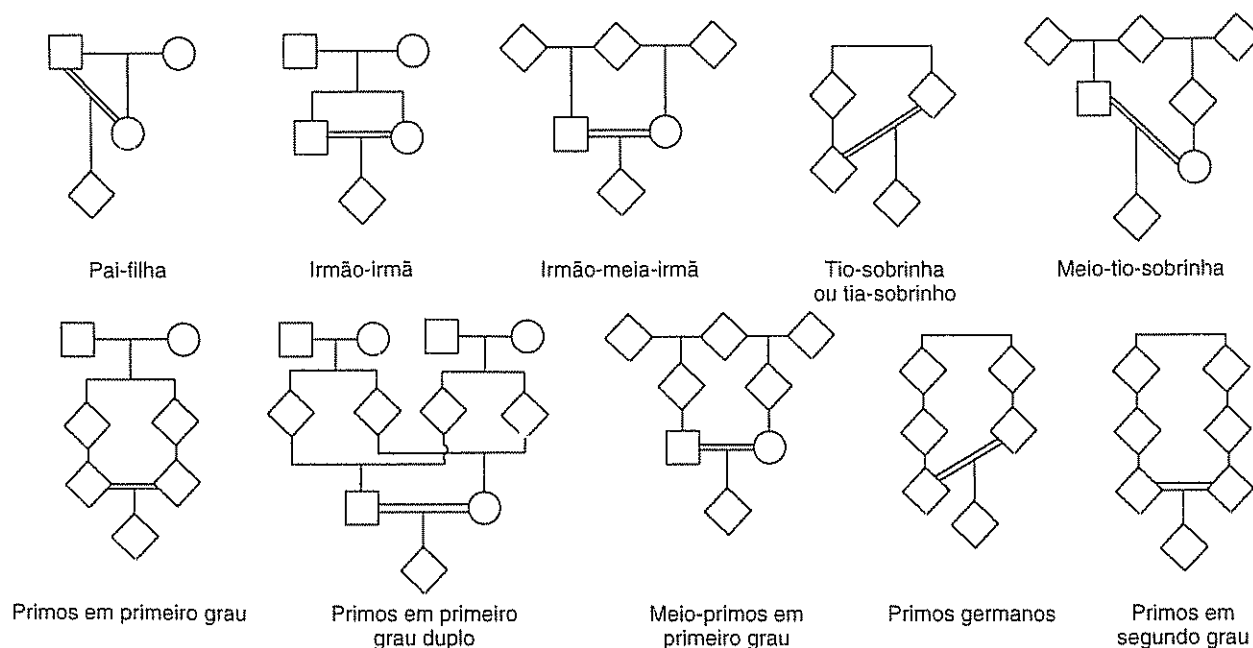 Pai-filha
Irmão-irmã
Irmão-meia-irmã
Tio-sobrinha
ou tia-sobrinho
Meio-tio-sobrinha
Primos em primeiro grau
Primos em primeiro
grau duplo
Meio-primos em
primeiro grau
Primos germanos
Primos em
segundo grau